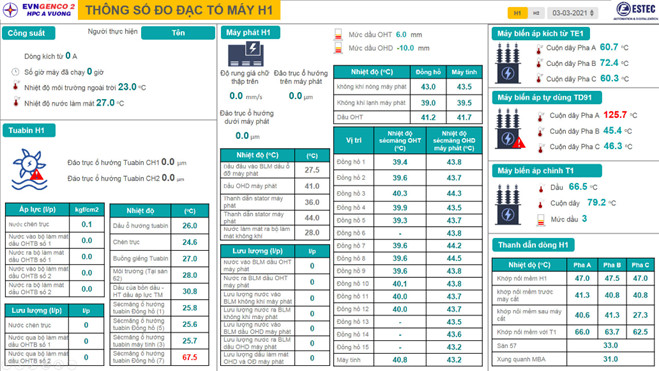 EVNGENCO 2
HPC A VUONG
THÔNG SỐ ĐO ĐẠC TỔ MÁY H1
H1
H2
03-03-2021
ESTEC
Công suất
Người thực hiện
Tên
Dòng kích từ 0 A
Số giờ máy đã chạy 0 giờ
Nhiệt độ môi trường ngoài trời 23.0 °C
Nhiệt độ nước làm mát 27.0 °C
Tuabin H1
Đảo trục ổ hướng Tuabin CH1 0.0 µm
Đảo trục ổ hướng Tuabin CH2 0.0 µm
Áp lực (l/p) kgf/cm2
Nước chèn trục 0.1
Nước vào bộ làm mát dầu OHTB số 1 0.0
Nước ra bộ làm mát dầu OHTB số 1 0.0
Nước vào bộ làm mát dầu OHTB số 2 0.0
Nước ra bộ làm mát dầu OHTB số 2 0.0
Lưu lượng (l/p) l/p
Nước chèn trục 0
Nước qua bộ làm mát dầu OHTB số 1 0
Nước qua bộ làm mát dầu OHTB số 2 0
Nhiệt độ (°C)
Dầu ổ hướng tuabin 26.0
Chèn trục 24.6
Buồng giếng Tuabin 27.0
Môi trường (Tại sàn 62) 28.0
Dầu của bồn dầu - HT dầu áp lực TM 30.8
Sécmăng ổ hướng tuabin Đồng hồ (1) 25.8
Sécmăng ổ hướng tuabin Đồng hồ (5) 25.6
Sécmăng ổ hướng tuabin máy tính (3) 25.7
Sécmăng ổ hướng tuabin Đồng hồ (7) 67.5
Máy phát H1
Mức dầu OHT 6.0 mm
Mức dầu OHD -10.0 mm
Độ rung giá chữ thập trên
0.0 mm/s
Đảo trục ổ hướng trên máy phát
0.0 µm
Đảo trục ổ hướng dưới máy phát
0.0 µm
Nhiệt độ (°C) (°C)
Dầu đầu vào BLM dầu ổ đỡ máy phát 27.5
Dầu OHD máy phát 41.0
Thanh dẫn stator máy phát 36.0
Thanh dẫn stator máy phát 44.0
Nước làm mát ra bộ làm mát không khí 28.0
Lưu lượng (l/p) l/p
Nước vào BLM dầu OHT máy phát 0
Nước ra BLM dầu OHT máy phát 0
Lưu lượng nước vào BLM không khí máy phát 0
Lưu lượng nước ra BLM không khí máy phát 0
Lưu lượng nước vào BLM dầu OHD máy phát 0
Lưu lượng nước ra BLM dầu OHD máy phát 0
Lưu lượng dầu làm mát OHD và OĐ máy phát 0
Nhiệt độ (°C) Đồng hồ Máy tính
Không khí nóng máy phát 43.0 43.5
Không khí lạnh máy phát 39.0 39.5
Dầu OHT 41.2 41.7
Vị trí Nhiệt độ sécmăng OHT máy phát (°C) Nhiệt độ sécmăng OHD máy phát (°C)
Đồng hồ 1 39.4 43.8
Đồng hồ 2 39.6 43.7
Đồng hồ 3 40.3 44.3
Đồng hồ 4 39.9 43.5
Đồng hồ 5 39.3 43.7
Đồng hồ 6 - 43.8
Đồng hồ 7 39.6 44.2
Đồng hồ 8 39.6 44.5
Đồng hồ 9 39.6 43.8
Đồng hồ 10 40.1 43.8
Đồng hồ 11 40.0 43.7
Đồng hồ 12 40.0 43.7
Đồng hồ 13 - 43.5
Đồng hồ 14 - 43.6
Đồng hồ 15 - 43.2
Máy tính 40.8 43.2
Máy biến áp kích từ TE1
Cuộn dây Pha A 60.7 °C
Cuộn dây Pha B 72.4 °C
Cuộn dây Pha C 60.3 °C
Máy biến áp tự dùng TD91
Cuộn dây Pha A 125.7 °C
Cuộn dây Pha B 45.4 °C
Cuộn dây Pha C 46.3 °C
Máy biến áp chính T1
Dầu 66.5 °C
Cuộn dây 79.2 °C
Mức dầu 3
Thanh dẫn dòng H1
Nhiệt độ (°C) Pha A Pha B Pha C
Khớp nối mềm H1 47.0 47.5 47.0
Khớp nối mềm trước máy cắt 41.3 40.8 40.8
Khớp nối mềm sau máy cắt 40.6 41.3 27.3
Khớp nối mềm với T1 66.0 63.7 62.5
Sàn 57 33.0
Xung quanh MBA 31.0